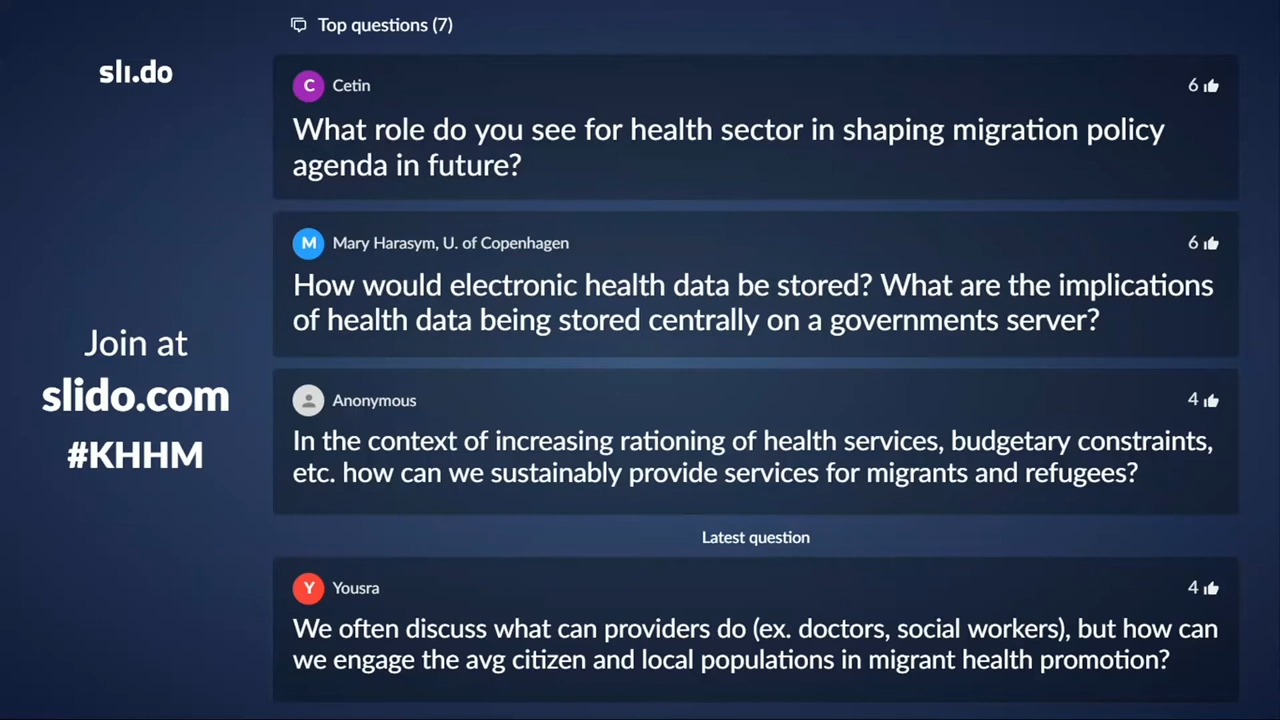 Top questions (7)
sli.do
C Cetin 6
What role do you see for health sector in shaping migration policy
agenda in future?
M Mary Harasym, U. of Copenhagen 6
How would electronic health data be stored? What are the implications
of health data being stored centrally on a governments server?
Join at
slido.com
#KHHM
Anonymous 4
In the context of increasing rationing of health services, budgetary constraints,
etc. how can we sustainably provide services for migrants and refugees?
Latest question
Y Yousra 4
We often discuss what can providers do (ex. doctors, social workers), but how can
we engage the avg citizen and local populations in migrant health promotion?